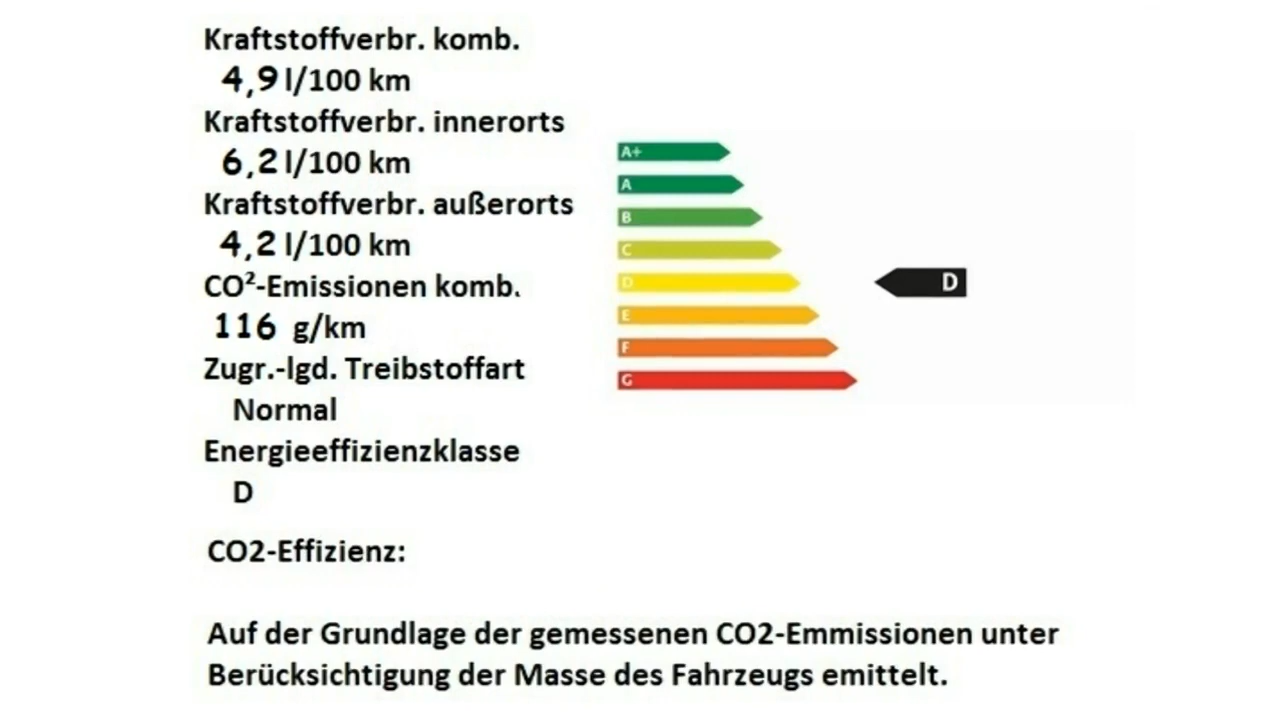 Kraftstoffverbr. komb.
4,9 l/100 km
Kraftstoffverbr. innerorts
6,2 l/100 km
Kraftstoffverbr. außerorts
4,2 l/100 km
CO²-Emissionen komb.
116 g/km
Zugr.-lgd. Treibstoffart
Normal
Energieeffizienzklasse
D
A+
A
B
C
D
E
F
G
D
CO2-Effizienz:
Auf der Grundlage der gemessenen CO2-Emmissionen unter
Berücksichtigung der Masse des Fahrzeugs emittelt.